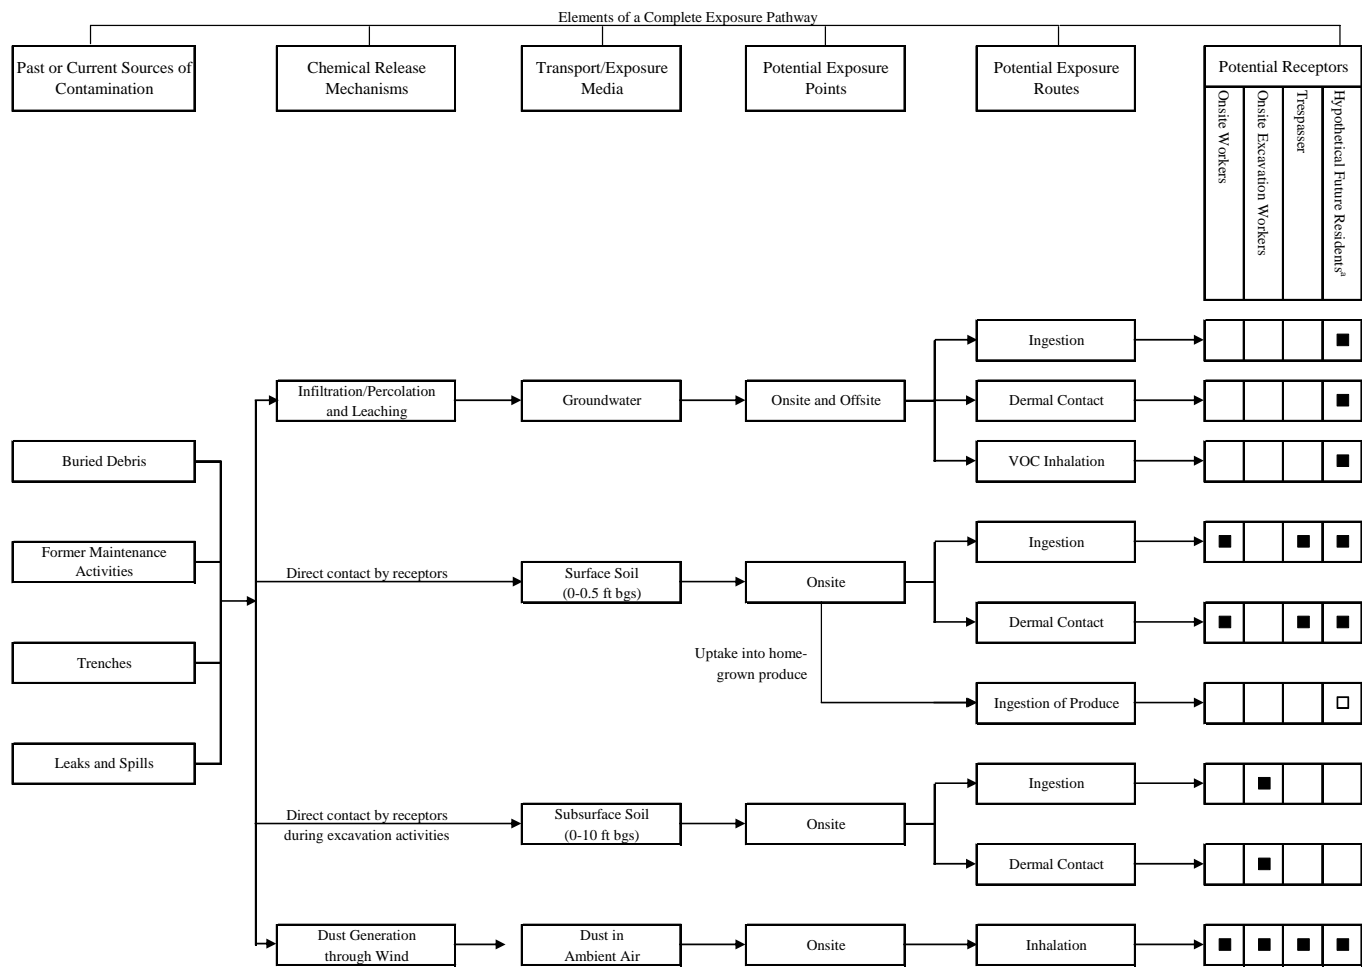 Elements of a Complete Exposure Pathway
Past or Current Sources of
Contamination
Chemical Release
Mechanisms
Transport/Exposure
Media
Potential Exposure
Points
Potential Exposure
Routes
Potential Receptors
Onsite Workers
Onsite Excavation Workers
Trespasser
Hypothetical Future Residentsª
Ingestion
Infiltration/Percolation
and Leaching
Groundwater
Onsite and Offsite
Dermal Contact
Buried Debris
VOC Inhalation
Former Maintenance
Activities
Direct contact by receptors
Surface Soil
(0-0.5 ft bgs)
Onsite
Ingestion
Dermal Contact
Trenches
Uptake into home-
grown produce
Ingestion of Produce
Leaks and Spills
Direct contact by receptors
during excavation activities
Subsurface Soil
(0-10 ft bgs)
Onsite
Ingestion
Dermal Contact
Dust Generation
through Wind
Dust in
Ambient Air
Onsite
Inhalation